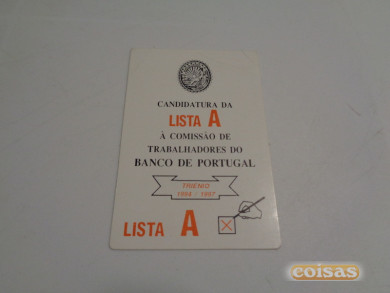 CANDIDATURA DA
LISTA A
À COMISSÃO DE
TRABALHADORES DO
BANCO DE PORTUGAL
TRIÉNIO
LISTA A
coisas